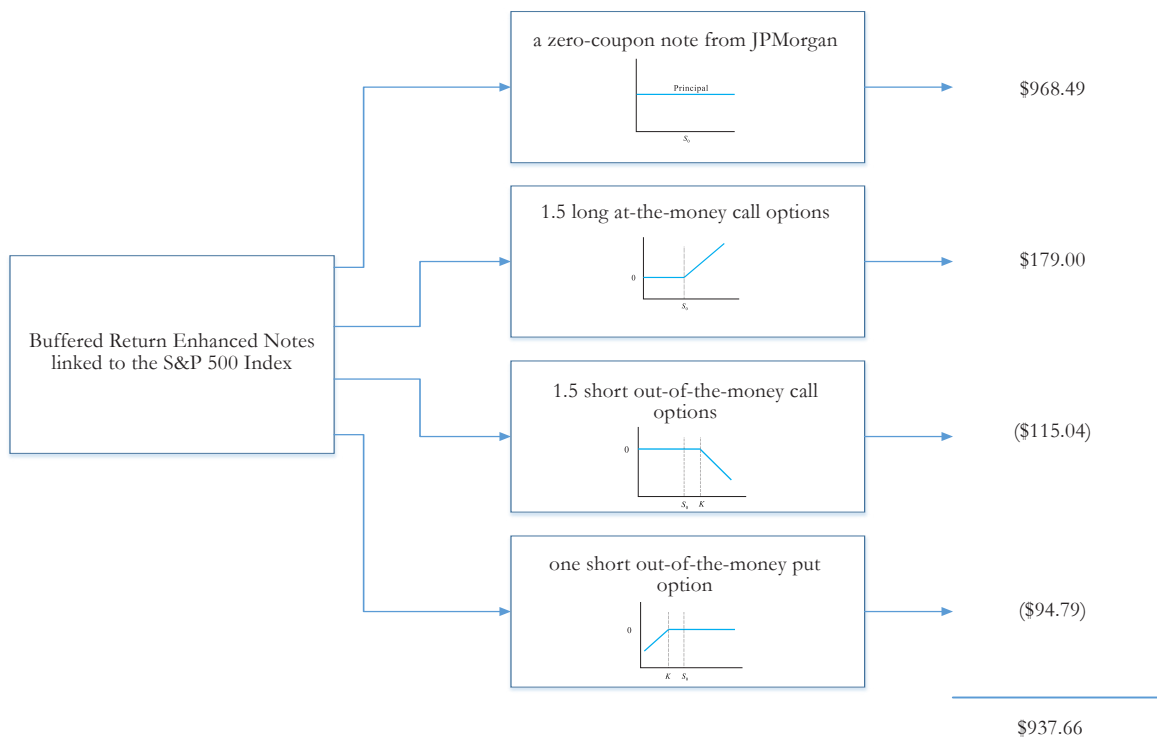 a zero-coupon note from JPMorgan
Principal
S₀
$968.49
1.5 long at-the-money call options
0
S₀
$179.00
Buffered Return Enhanced Notes
linked to the S&P 500 Index
1.5 short out-of-the-money call
options
0
S₀ K
($115.04)
one short out-of-the-money put
option
0
K S₀
($94.79)
$937.66